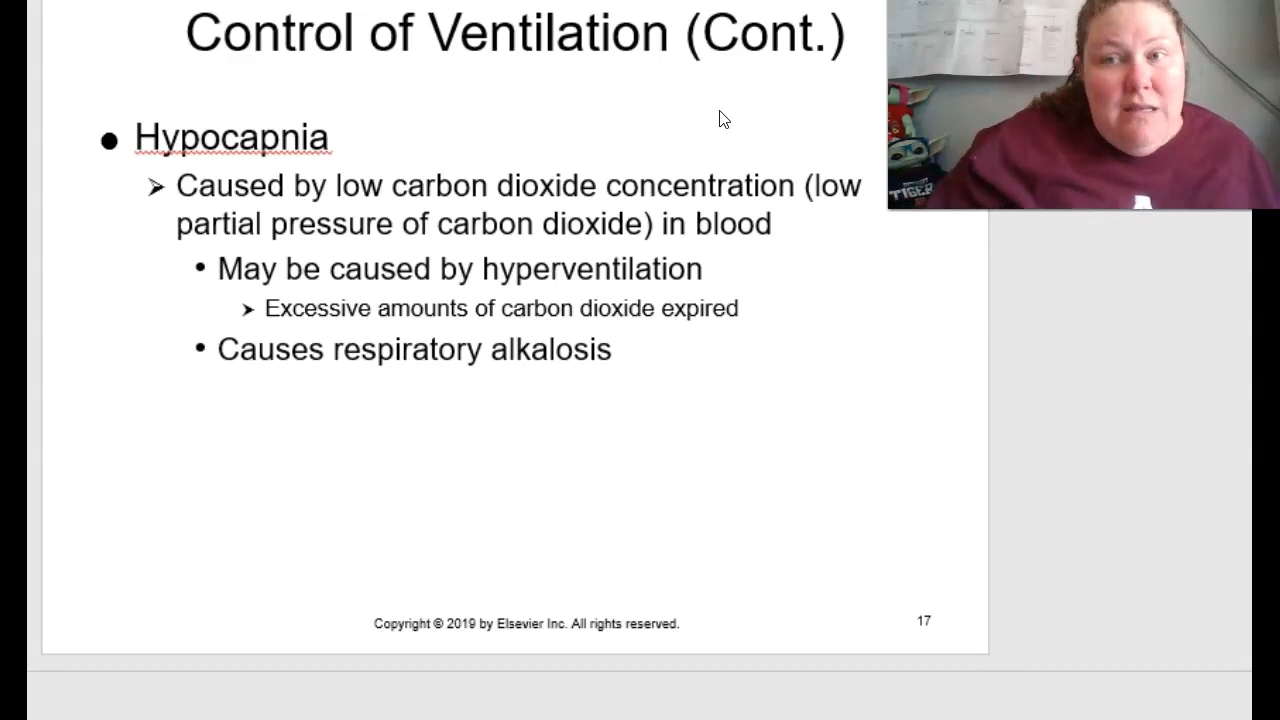 Control of Ventilation (Cont.)
● Hypocapnia
➢ Caused by low carbon dioxide concentration (low
partial pressure of carbon dioxide) in blood
• May be caused by hyperventilation
➢ Excessive amounts of carbon dioxide expired
• Causes respiratory alkalosis
Copyright © 2019 by Elsevier Inc. All rights reserved.
17
TIGER